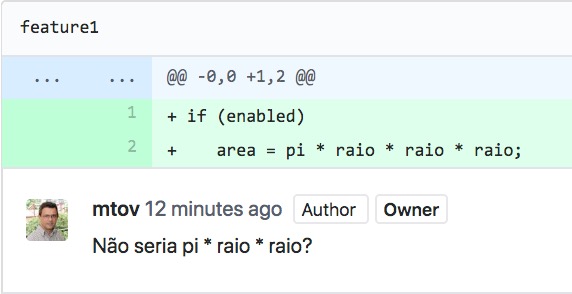 feature1
... ... @@ -0,0 +1,2 @@
1 + if (enabled)
2 +    area = pi * raio * raio * raio;
mtov 12 minutes ago Author Owner
Não seria pi * raio * raio?